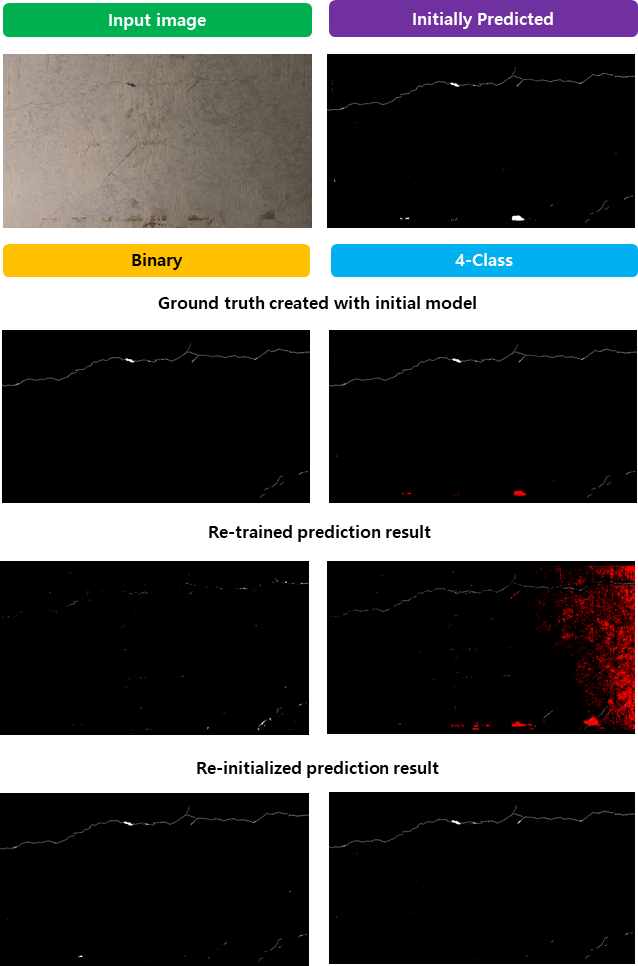 Input image
Initially Predicted
Binary
4-Class
Ground truth created with initial model
Re-trained prediction result
Re-initialized prediction result